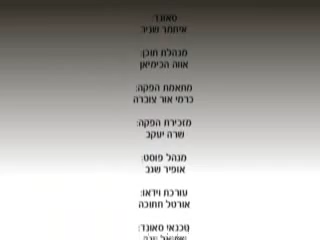 סאונד:
איתמר שגיב
מנהלת תוכן:
אווה הכימיאן
מתאמת הפקה:
כרמי אור צוברה
מזכירת הפקה:
שרה יעקב
מנהל פוסט:
אופיר שגב
עורכת וידאו:
אורטל חתוכה
טכנאי סאונד: